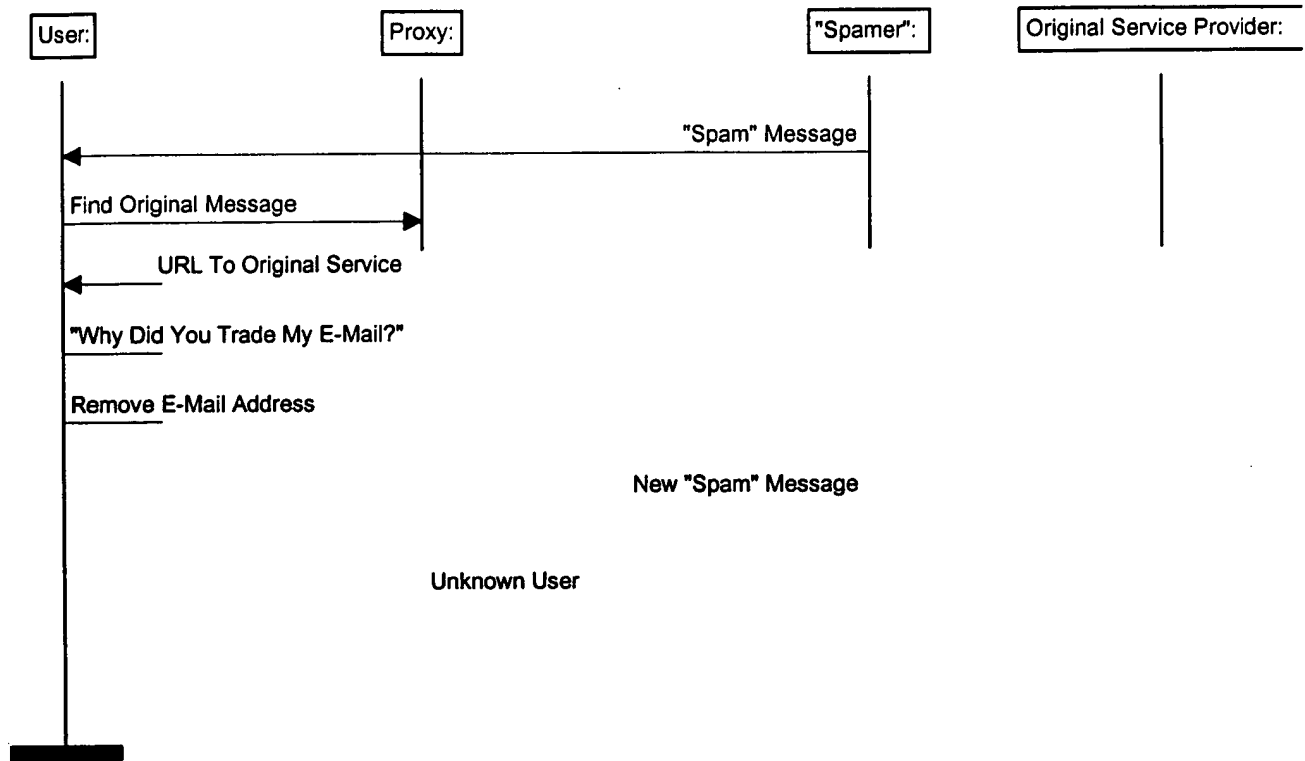 User:
Proxy:
"Spamer":
Original Service Provider:
"Spam" Message
Find Original Message
URL To Original Service
"Why Did You Trade My E-Mail?"
Remove E-Mail Address
New "Spam" Message
Unknown User